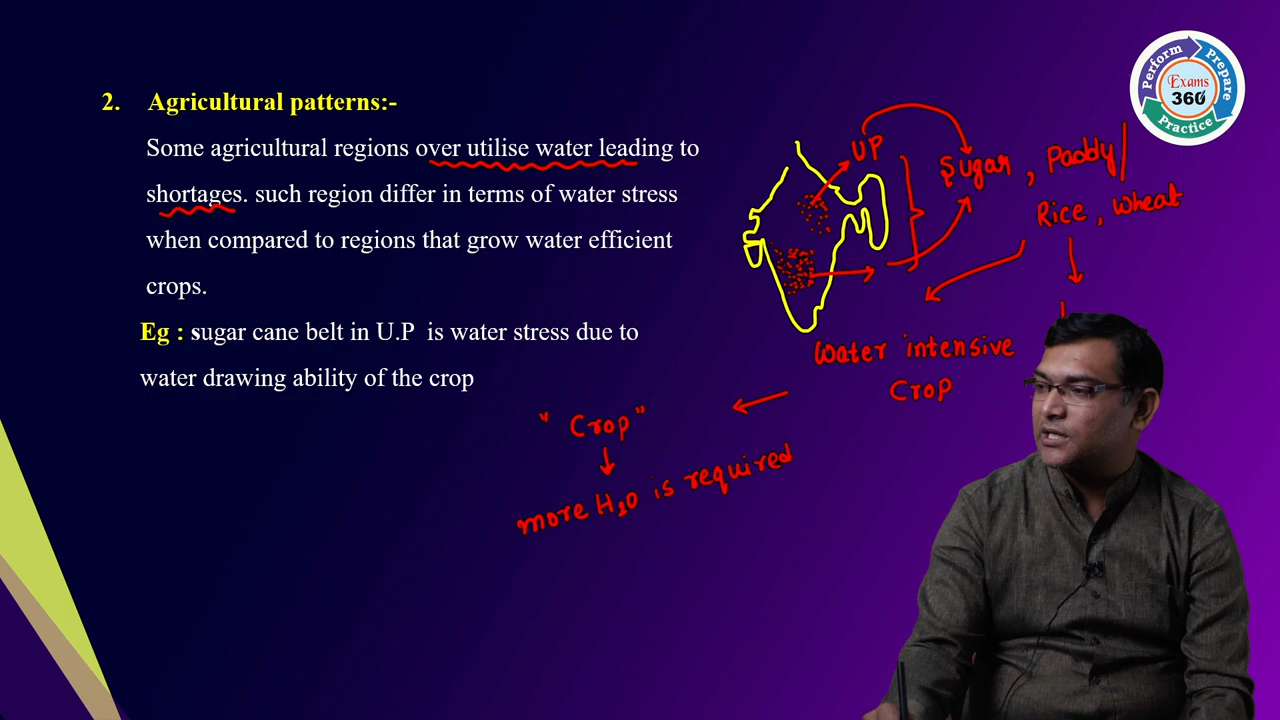 2. Agricultural patterns:-
Some agricultural regions over utilise water leading to
shortages. such region differ in terms of water stress
when compared to regions that grow water efficient
crops.
Eg : sugar cane belt in U.P is water stress due to
water drawing ability of the crop
UP
Sugar, Paddy/
Rice, Wheat
Water intensive
Crop
"Crop"
more H2O is required
Perform
Prepare
Practice
Exams
360